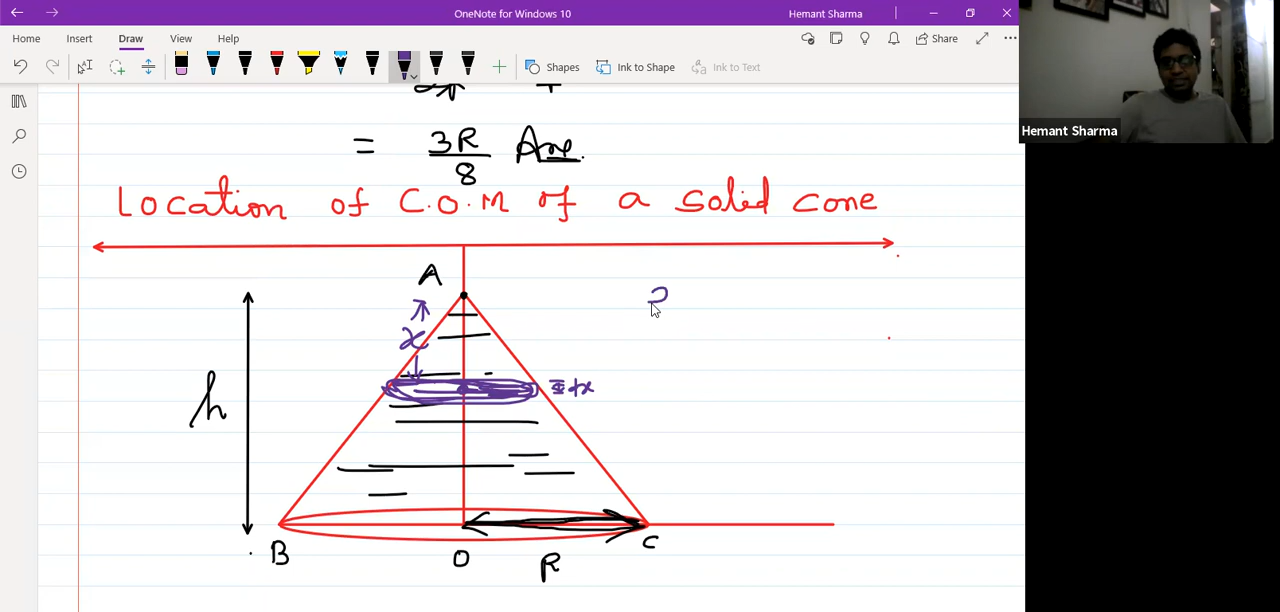 OneNote for Windows 10
Hemant Sharma
Home Insert Draw View Help
Share
Shapes Ink to Shape Ink to Text
Hemant Sharma
= 3R/8 Ans.
Location of C.O.M of a solid cone
A
x
dx
h
B O C
R